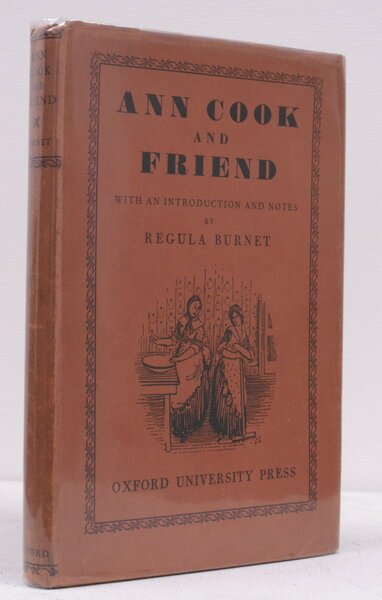 ANN COOK
AND
FRIEND
WITH AN INTRODUCTION AND NOTES
BY
REGULA BURNET
OXFORD UNIVERSITY PRESS
ANN
COOK
AND
FRIEND
BURNET
OXFORD